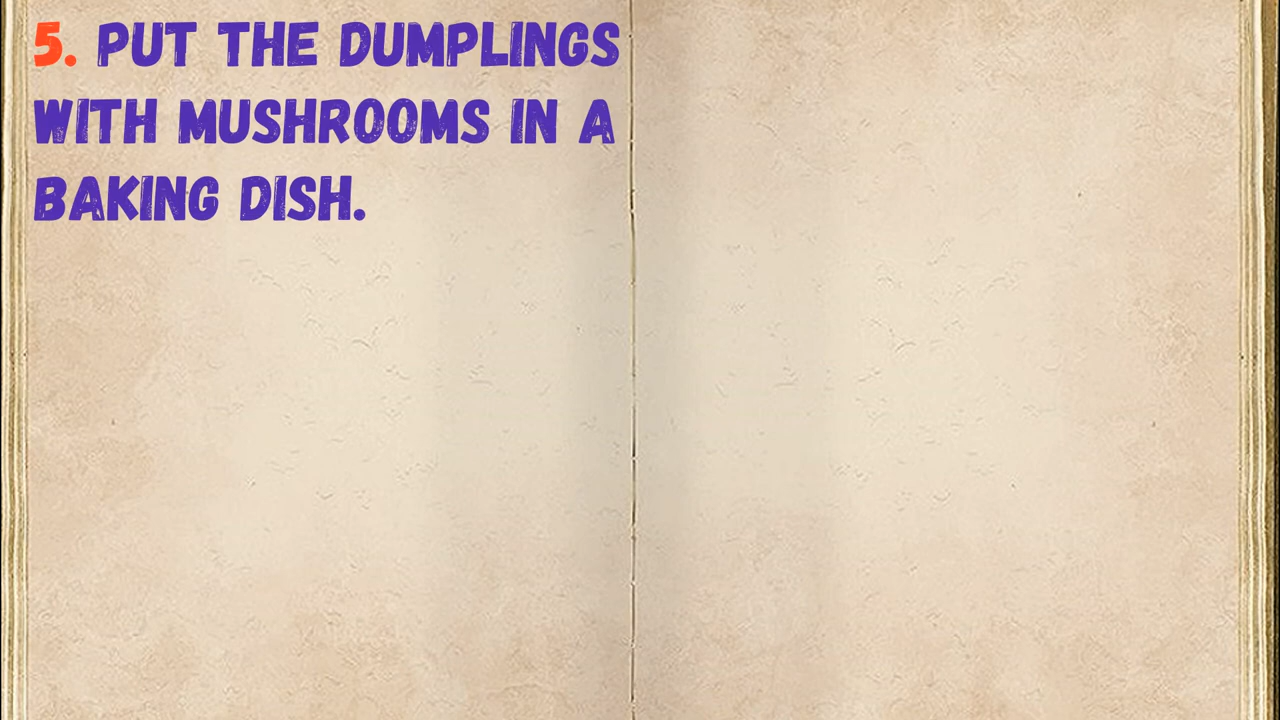 5. PUT THE DUMPLINGS
WITH MUSHROOMS IN A
BAKING DISH.